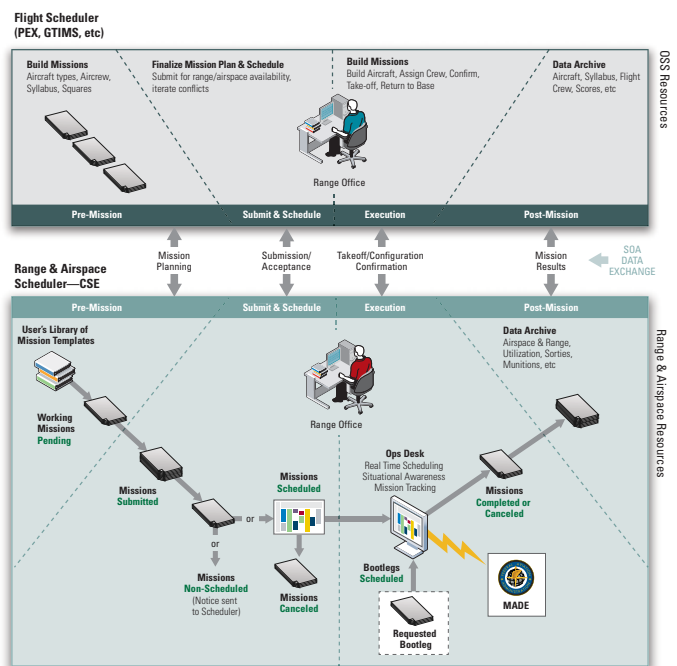 Flight Scheduler
(PEX, GTIMS, etc)
Build Missions
Aircraft types, Aircrew,
Syllabus, Squares
Finalize Mission Plan & Schedule
Submit for range/airspace availability,
iterate conflicts
Build Missions
Build Aircraft, Assign Crew, Confirm,
Take-off, Return to Base
Data Archive
Aircraft, Syllabus, Flight
Crew, Scores, etc
OSS Resources
Range Office
Pre-Mission
Submit & Schedule
Execution
Post-Mission
Mission
Planning
Submission/
Acceptance
Takeoff/Configuration
Confirmation
Mission
Results
SOA
DATA
EXCHANGE
Range & Airspace
Scheduler—CSE
Pre-Mission
Submit & Schedule
Execution
Post-Mission
User's Library of
Mission Templates
Data Archive
Airspace & Range,
Utilization, Sorties,
Munitions, etc
Range & Airspace Resources
Range Office
Working
Missions
Pending
Missions
Submitted
Missions
Scheduled
Ops Desk
Real Time Scheduling
Situational Awareness
Mission Tracking
Missions
Completed or
Canceled
or
or
Missions
Non-Scheduled
(Notice sent
to Scheduler)
Missions
Canceled
Bootlegs
Scheduled
Requested
Bootleg
MADE